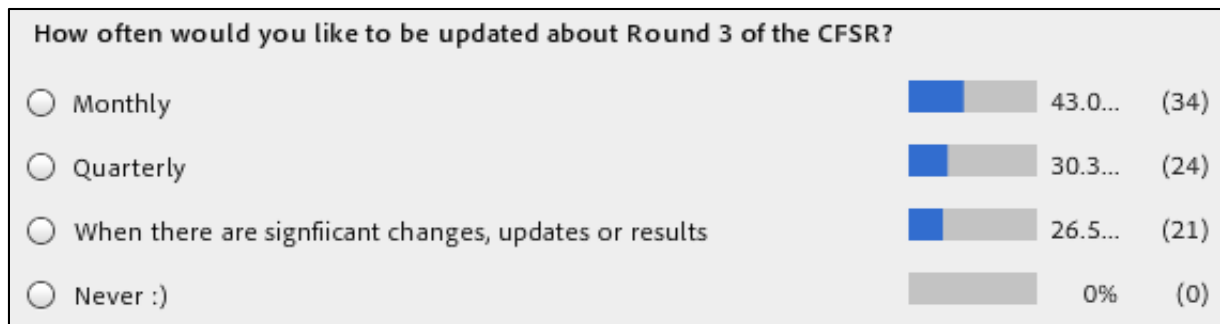 How often would you like to be updated about Round 3 of the CFSR?
Monthly 43.0... (34)
Quarterly 30.3... (24)
When there are signfiicant changes, updates or results 26.5... (21)
Never :) 0% (0)